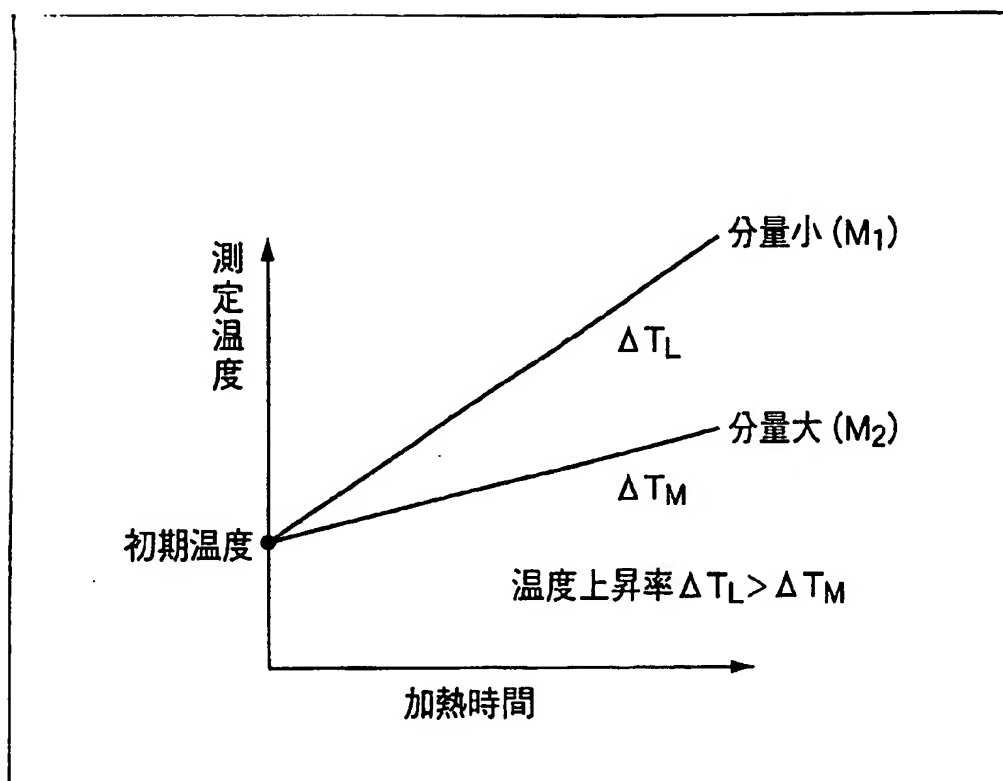 分量小 (M1)
測定温度
ΔTL
分量大 (M2)
ΔTM
初期温度
温度上昇率ΔTL>ΔTM
加熱時間